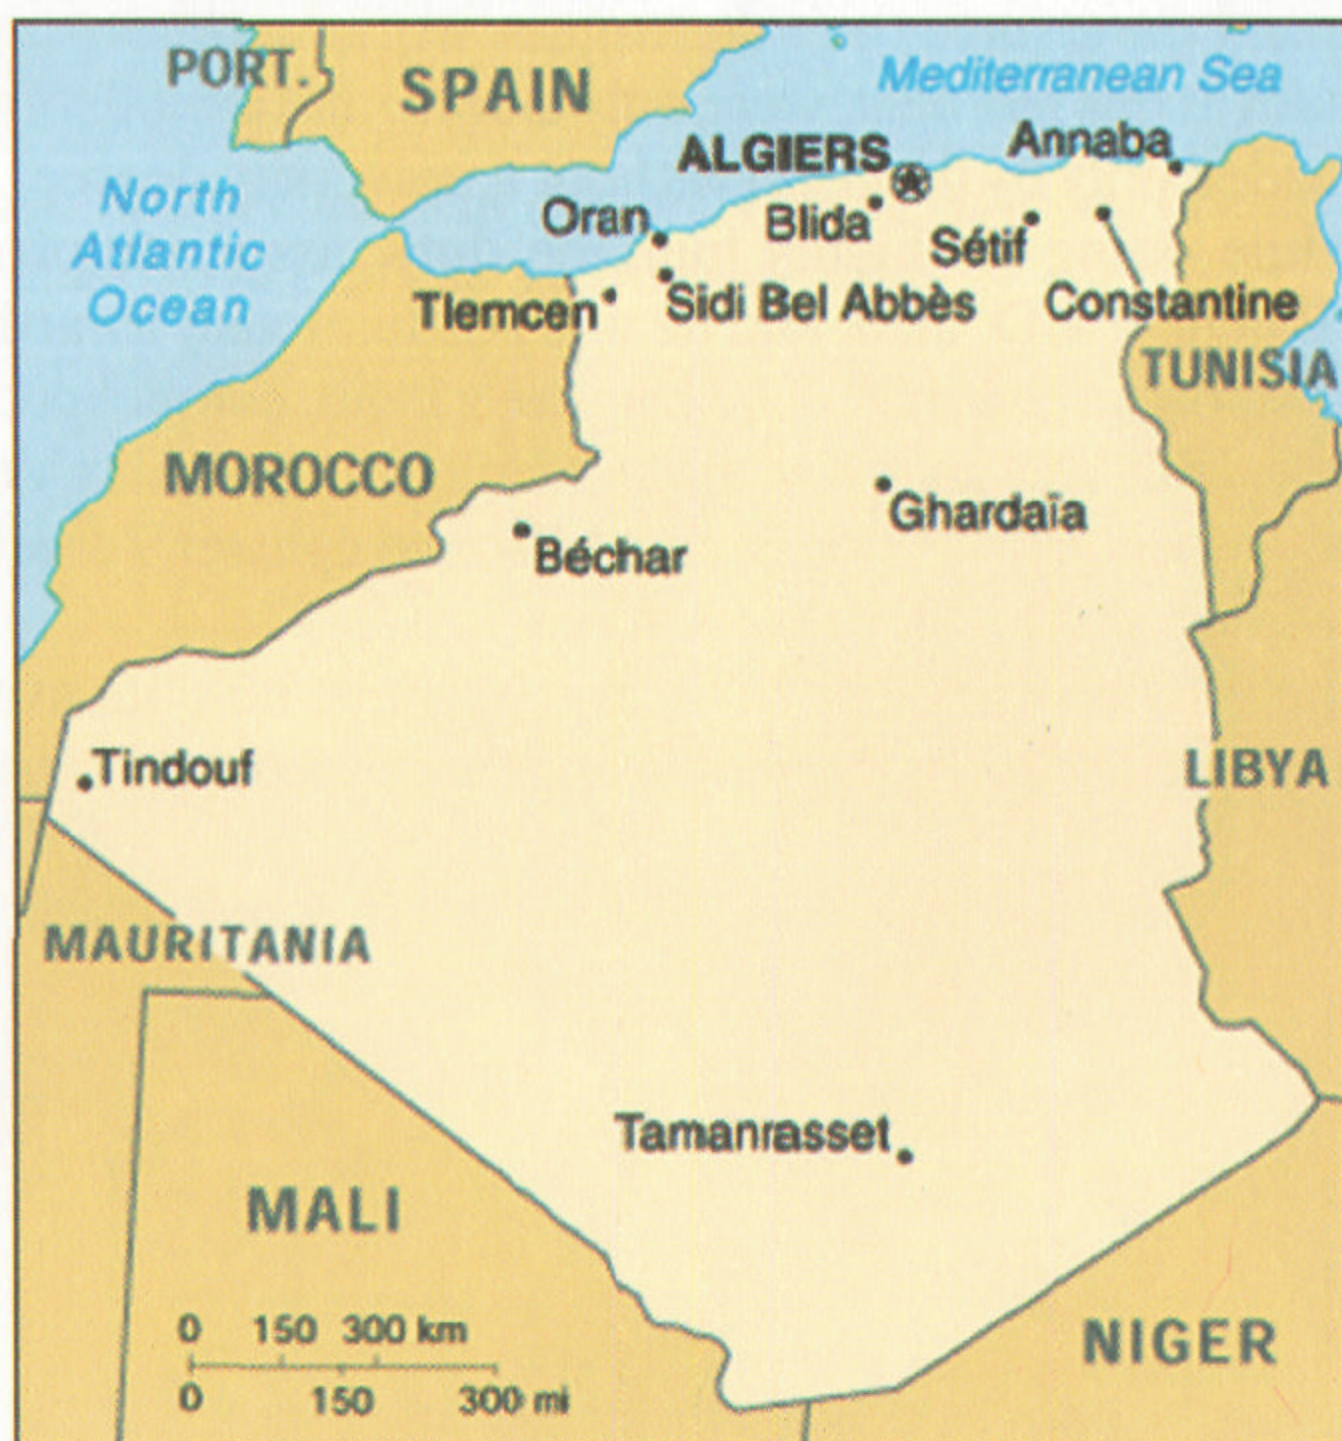 PORT.
SPAIN
Mediterranean Sea
ALGIERS
Annaba
North
Atlantic
Ocean
Oran
Blida
Sétif
Tlemcen
Sidi Bel Abbès
Constantine
TUNISIA
MOROCCO
Ghardaïa
Béchar
Tindouf
LIBYA
MAURITANIA
Tamanrasset
MALI
0 150 300 km
0 150 300 mi
NIGER